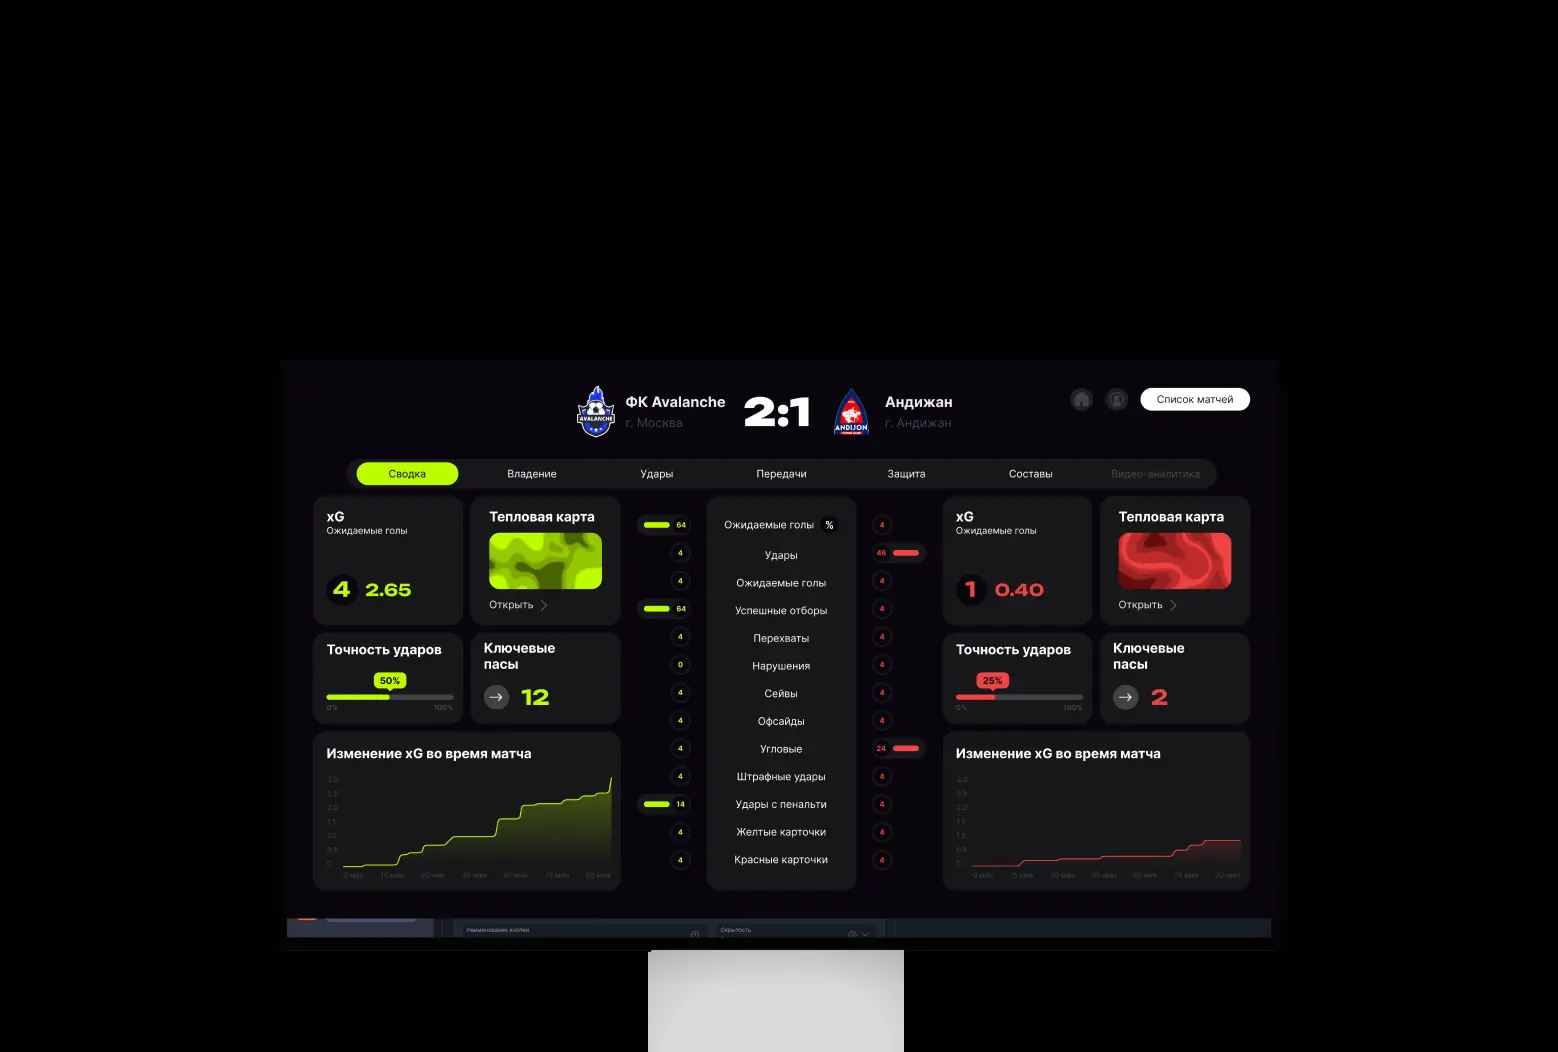 ФК Avalanche
г. Москва
2:1
Андижан
г. Андижан
Список матчей
AVALANCHE
ANDIJON
Сводка
Владение
Удары
Передачи
Защита
Составы
Видео-аналитика
xG
Ожидаемые голы
4 2.65
Тепловая карта
Открыть
Точность ударов
50%
0% 100%
Ключевые
пасы
12
Изменение xG во время матча
3.0
2.5
2.0
1.5
1.0
0.5
0
0 мин 15 мин 30 мин 45 мин 60 мин 75 мин 90 мин
64 Ожидаемые голы % 4
4 Удары 46
4 Ожидаемые голы 4
64 Успешные отборы 4
4 Перехваты 4
0 Нарушения 4
4 Сейвы 4
4 Офсайды 4
4 Угловые 24
4 Штрафные удары 4
14 Удары с пенальти 4
4 Желтые карточки 4
4 Красные карточки 4
xG
Ожидаемые голы
1 0.40
Тепловая карта
Открыть
Точность ударов
25%
0% 100%
Ключевые
пасы
2
Изменение xG во время матча
3.0
2.5
2.0
1.5
1.0
0.5
0
0 мин 15 мин 30 мин 45 мин 60 мин 75 мин 90 мин
Наименование кнопки
Скрытость